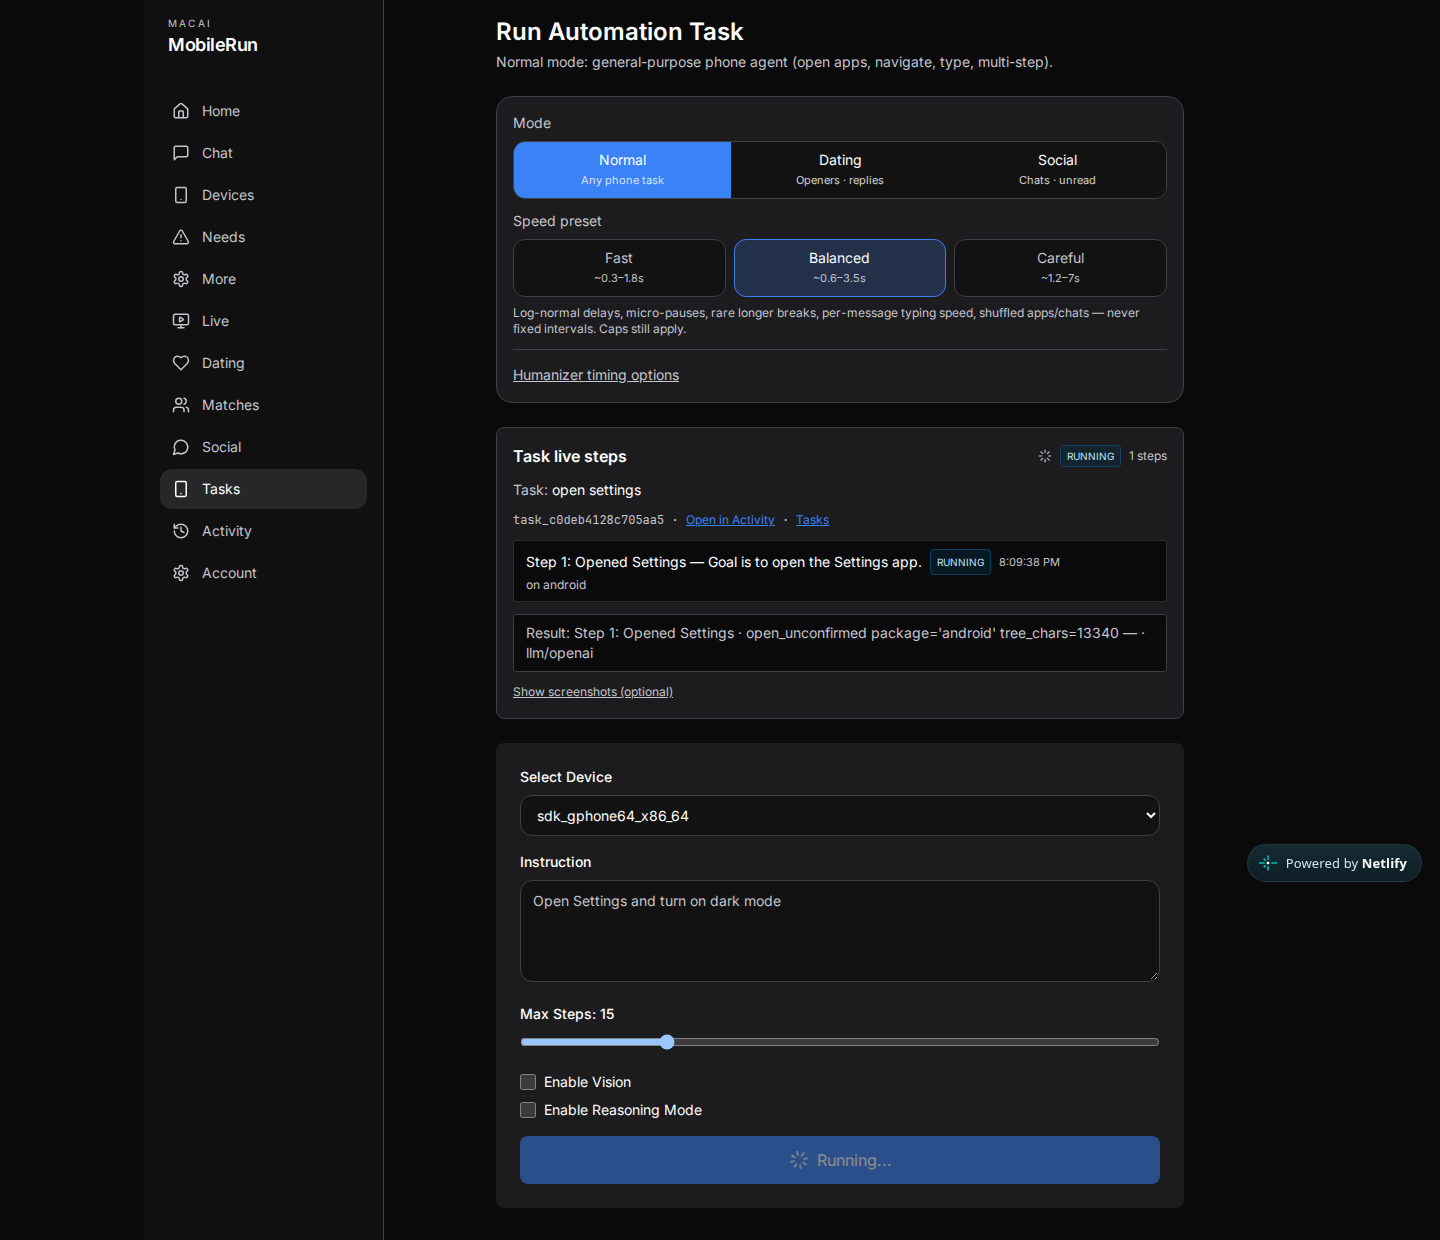 MACAI
MobileRun
Home
Chat
Devices
Needs
More
Live
Dating
Matches
Social
Tasks
Activity
Account
Run Automation Task
Normal mode: general-purpose phone agent (open apps, navigate, type, multi-step).
Mode
Normal
Any phone task
Dating
Openers · replies
Social
Chats · unread
Speed preset
Fast
~0.3–1.8s
Balanced
~0.6–3.5s
Careful
~1.2–7s
Log-normal delays, micro-pauses, rare longer breaks, per-message typing speed, shuffled apps/chats — never
fixed intervals. Caps still apply.
Humanizer timing options
Task live steps
RUNNING
1 steps
Task: open settings
task_c0deb4128c705aa5 · Open in Activity · Tasks
Step 1: Opened Settings — Goal is to open the Settings app. RUNNING 8:09:38 PM
on android
Result: Step 1: Opened Settings · open_unconfirmed package='android' tree_chars=13340 — ·
llm/openai
Show screenshots (optional)
Select Device
sdk_gphone64_x86_64
Instruction
Open Settings and turn on dark mode
Max Steps: 15
Enable Vision
Enable Reasoning Mode
Running...
Powered by Netlify